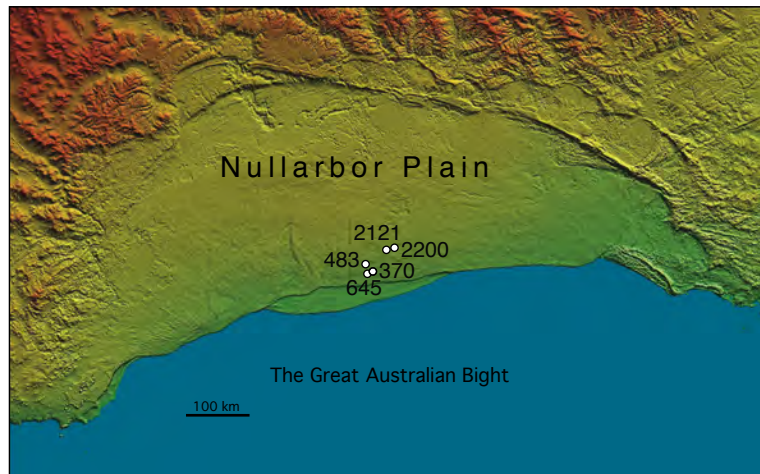 Nullarbor Plain
2121
2200
483
370
645
The Great Australian Bight
100 km